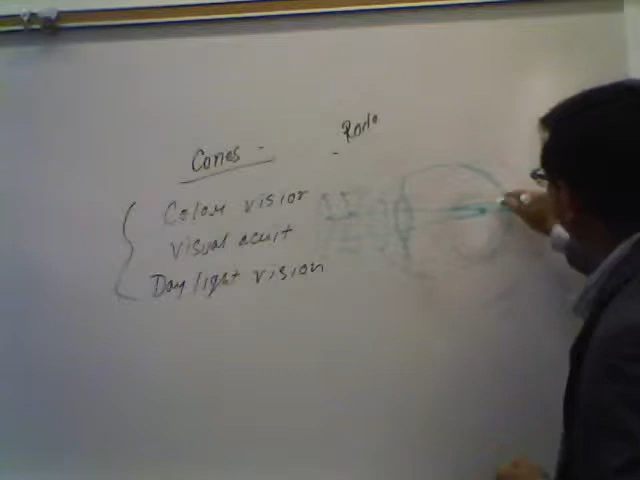 Cones - Rods
Colour vision
Visual acuit
Day light vision